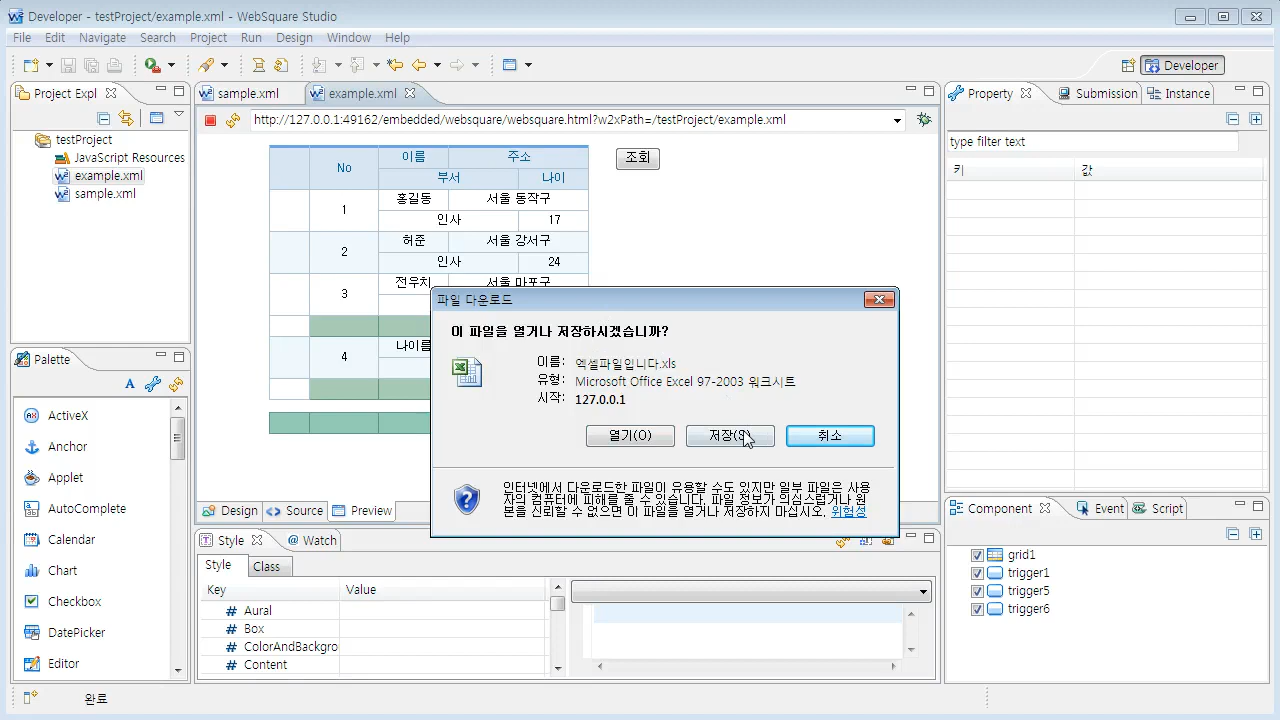 Developer - testProject/example.xml - WebSquare Studio
File Edit Navigate Search Project Run Design Window Help
Developer
Project Expl
testProject
JavaScript Resources
example.xml
sample.xml
Palette
ActiveX
Anchor
Applet
AutoComplete
Calendar
Chart
Checkbox
DatePicker
Editor
sample.xml example.xml
http://127.0.0.1:49162/embedded/websquare/websquare.html?w2xPath=/testProject/example.xml
No 이름 주소
부서 나이
조회
1 홍길동 서울 동작구
인사 17
2 허준 서울 강서구
인사 24
3 전우치 서울 마포구
4 나이를
파일 다운로드
이 파일을 열거나 저장하시겠습니까?
이름: 엑셀파일입니다.xls
유형: Microsoft Office Excel 97-2003 워크시트
시작: 127.0.0.1
열기(O) 저장(S) 취소
인터넷에서 다운로드한 파일이 유용할 수도 있지만 일부 파일은 사용
자의 컴퓨터에 피해를 줄 수 있습니다. 파일 정보가 의심스럽거나 원
본을 신뢰할 수 없으면 이 파일을 열거나 저장하지 마십시오. 위험성
Design Source Preview
Style Watch
Style Class
Key Value
Aural
Box
ColorAndBackgro
Content
Property Submission Instance
type filter text
키 값
Component Event Script
grid1
trigger1
trigger5
trigger6
완료